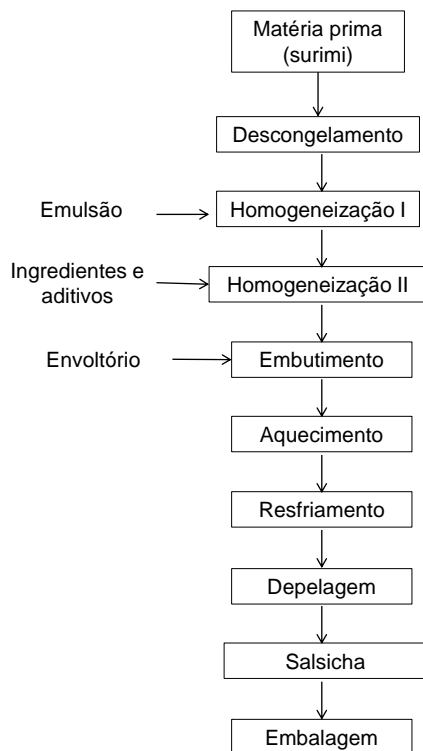 Matéria prima
(surimi)
Descongelamento
Emulsão
Homogeneização I
Ingredientes e
aditivos
Homogeneização II
Envoltório
Embutimento
Aquecimento
Resfriamento
Depelagem
Salsicha
Embalagem